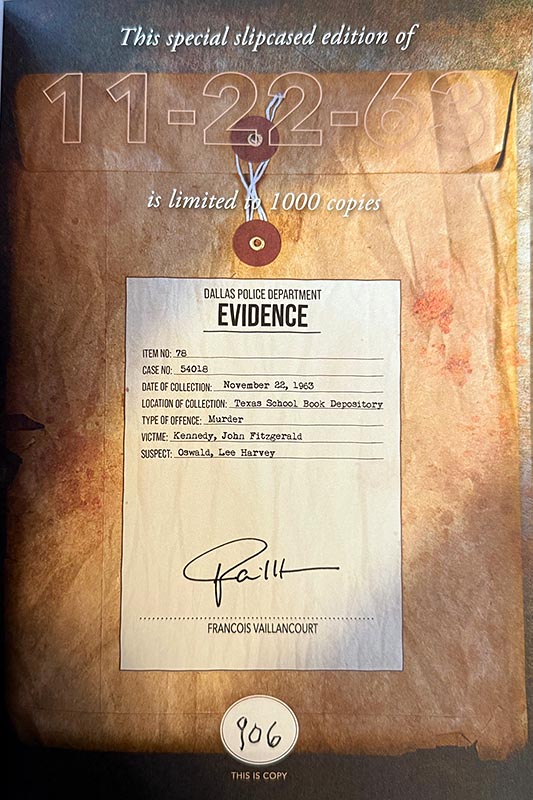 This special slipcased edition of
11-22-63
is limited to 1000 copies
DALLAS POLICE DEPARTMENT
EVIDENCE
ITEM NO: 78
CASE NO: 54018
DATE OF COLLECTION: November 22, 1963
LOCATION OF COLLECTION: Texas School Book Depository
TYPE OF OFFENCE: Murder
VICTME: Kennedy, John Fitzgerald
SUSPECT: Oswald, Lee Harvey
FRANCOIS VAILLANCOURT
906
THIS IS COPY